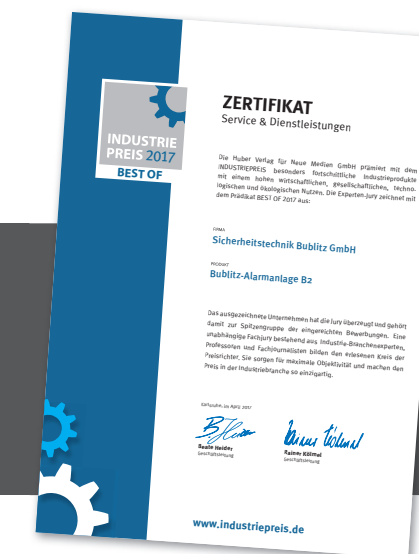 INDUSTRIE
PREIS 2017
BEST OF
ZERTIFIKAT
Service & Dienstleistungen
Die Huber Verlag für Neue Medien GmbH prämiert mit dem
INDUSTRIEPREIS besonders fortschrittliche Industrieprodukte
mit einem hohen wirtschaftlichen, gesellschaftlichen, techno-
logischen und ökologischen Nutzen. Die Experten-Jury zeichnet mit
dem Prädikat BEST OF 2017 aus:
FIRMA
Sicherheitstechnik Bublitz GmbH
PRODUKT
Bublitz-Alarmanlage B2
Das ausgezeichnete Unternehmen hat die Jury überzeugt und gehört
damit zur Spitzengruppe der eingereichten Bewerbungen. Eine
unabhängige Fachjury bestehend aus Industrie-Branchenexperten,
Professoren und Fachjournalisten bilden den erlesenen Kreis der
Preisrichter. Sie sorgen für maximale Objektivität und machen den
Preis in der Industriebranche so einzigartig.
Karlsruhe, im April 2017
Beate Heider
Geschäftsleitung
Rainer Kölmel
Geschäftsleitung
www.industriepreis.de